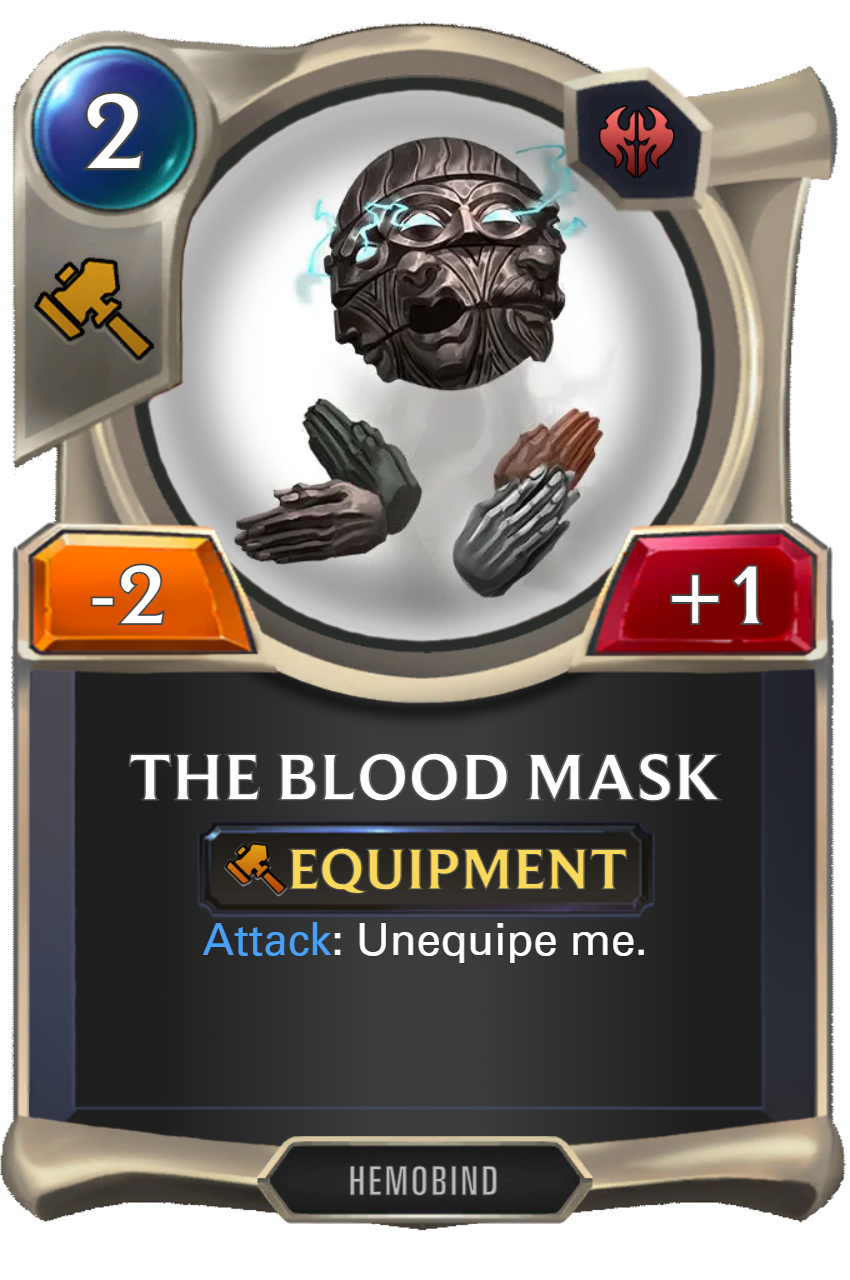 2
-2
+1
THE BLOOD MASK
EQUIPMENT
Attack: Unequipe me.
HEMOBIND